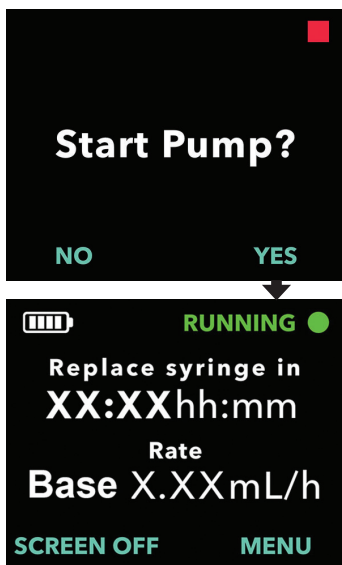 Start Pump?
NO YES
RUNNING
Replace syringe in
XX:XXhh:mm
Rate
Base X.XXmL/h
SCREEN OFF MENU